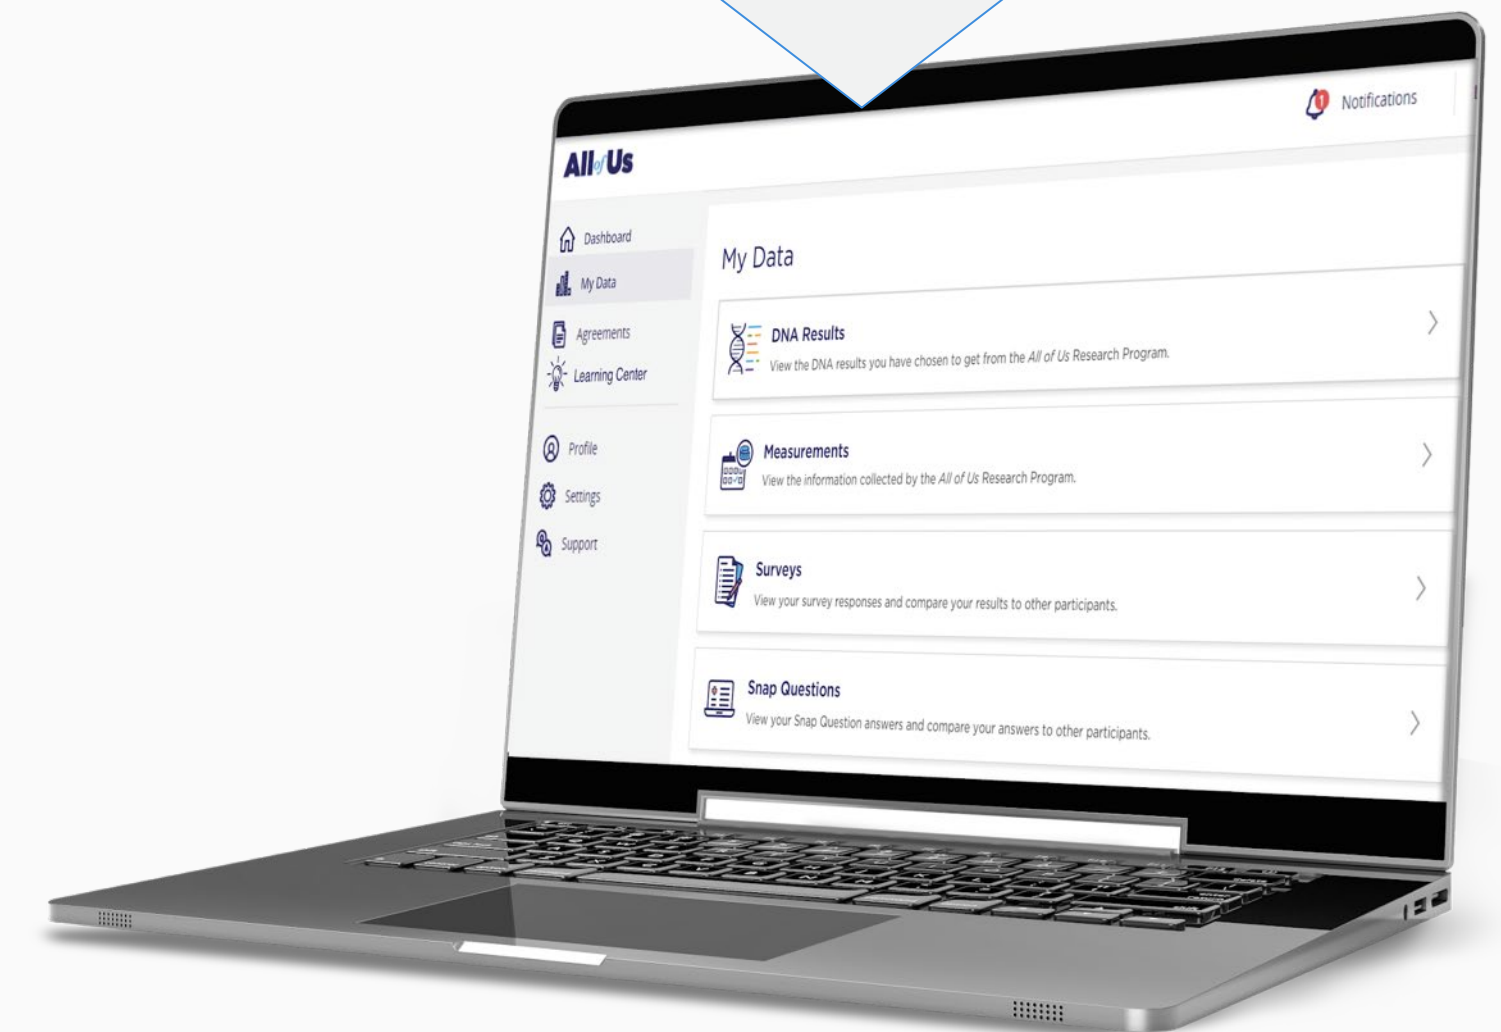 All of Us
1 Notifications
Dashboard
My Data
Agreements
Learning Center
Profile
Settings
Support
My Data
DNA Results
View the DNA results you have chosen to get from the All of Us Research Program.
Measurements
View the information collected by the All of Us Research Program.
Surveys
View your survey responses and compare your results to other participants.
Snap Questions
View your Snap Question answers and compare your answers to other participants.